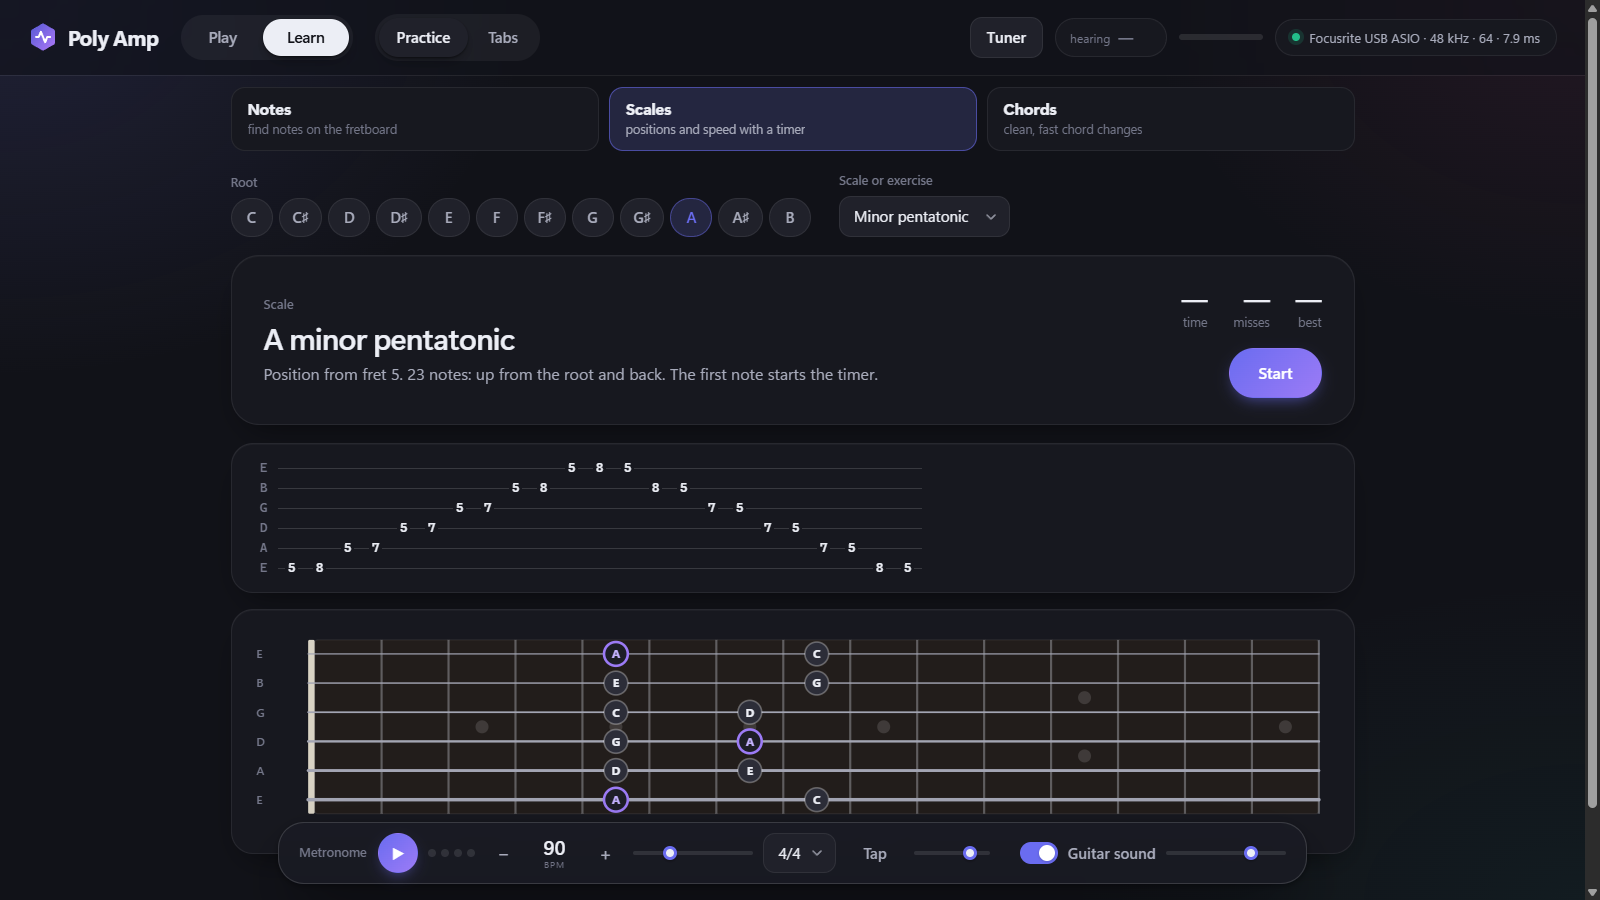 Poly Amp Play Learn Practice Tabs Tuner hearing — Focusrite USB ASIO · 48 kHz · 64 · 7.9 ms
Notes
find notes on the fretboard
Scales
positions and speed with a timer
Chords
clean, fast chord changes
Root
C C♯ D D♯ E F F♯ G G♯ A A♯ B
Scale or exercise
Minor pentatonic
Scale
A minor pentatonic
Position from fret 5. 23 notes: up from the root and back. The first note starts the timer.
— — —
time misses best
Start
E 5 8 5
B 5 8 8 5
G 5 7 7 5
D 5 7 7 5
A 5 7 7 5
E 5 8 8 5
E A C
B E G
G C D
D G A
A D E
E A C
Metronome − 90 + 4/4 Tap Guitar sound
BPM